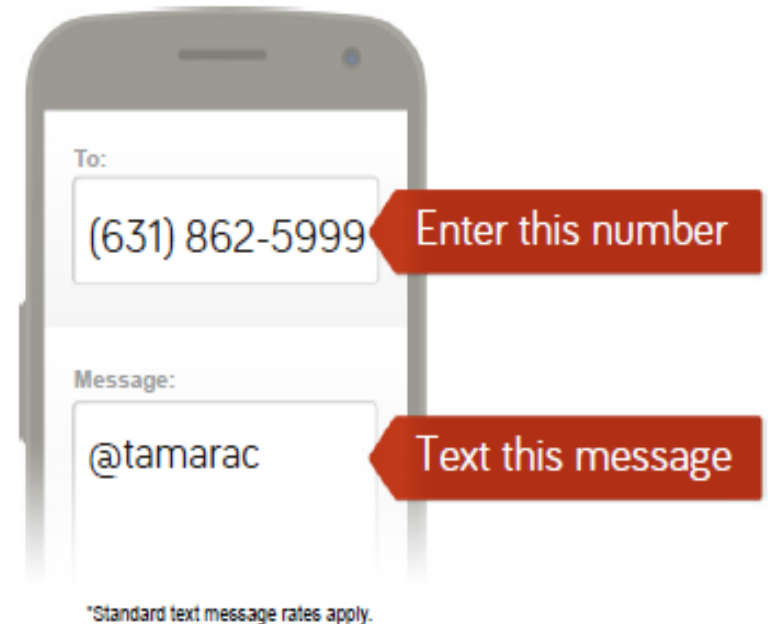 To:
(631) 862-5999
Enter this number
Message:
@tamarac
Text this message
*Standard text message rates apply.